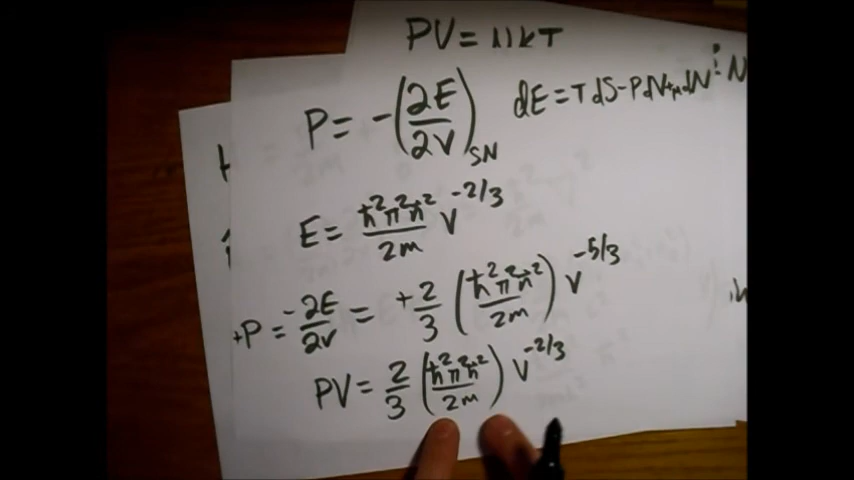 PV = NKT
P = -(∂E/∂V)SN dE = TdS - PdN + μdN
E = ħ²π²n²/2m V^-2/3
+P = -∂E/∂V = +2/3 (ħ²π²n²/2m) V^-5/3
PV = 2/3 (ħ²π²n²/2m) V^-2/3